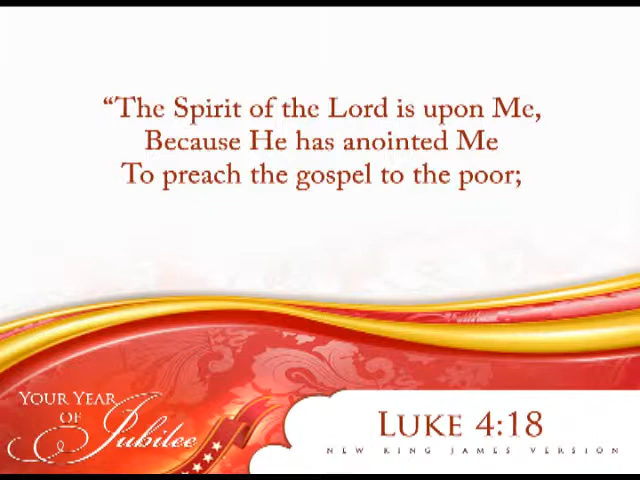 “The Spirit of the Lord is upon Me,
Because He has anointed Me
To preach the gospel to the poor;
YOUR YEAR
OF
Jubilee
LUKE 4:18
NEW KING JAMES VERSION